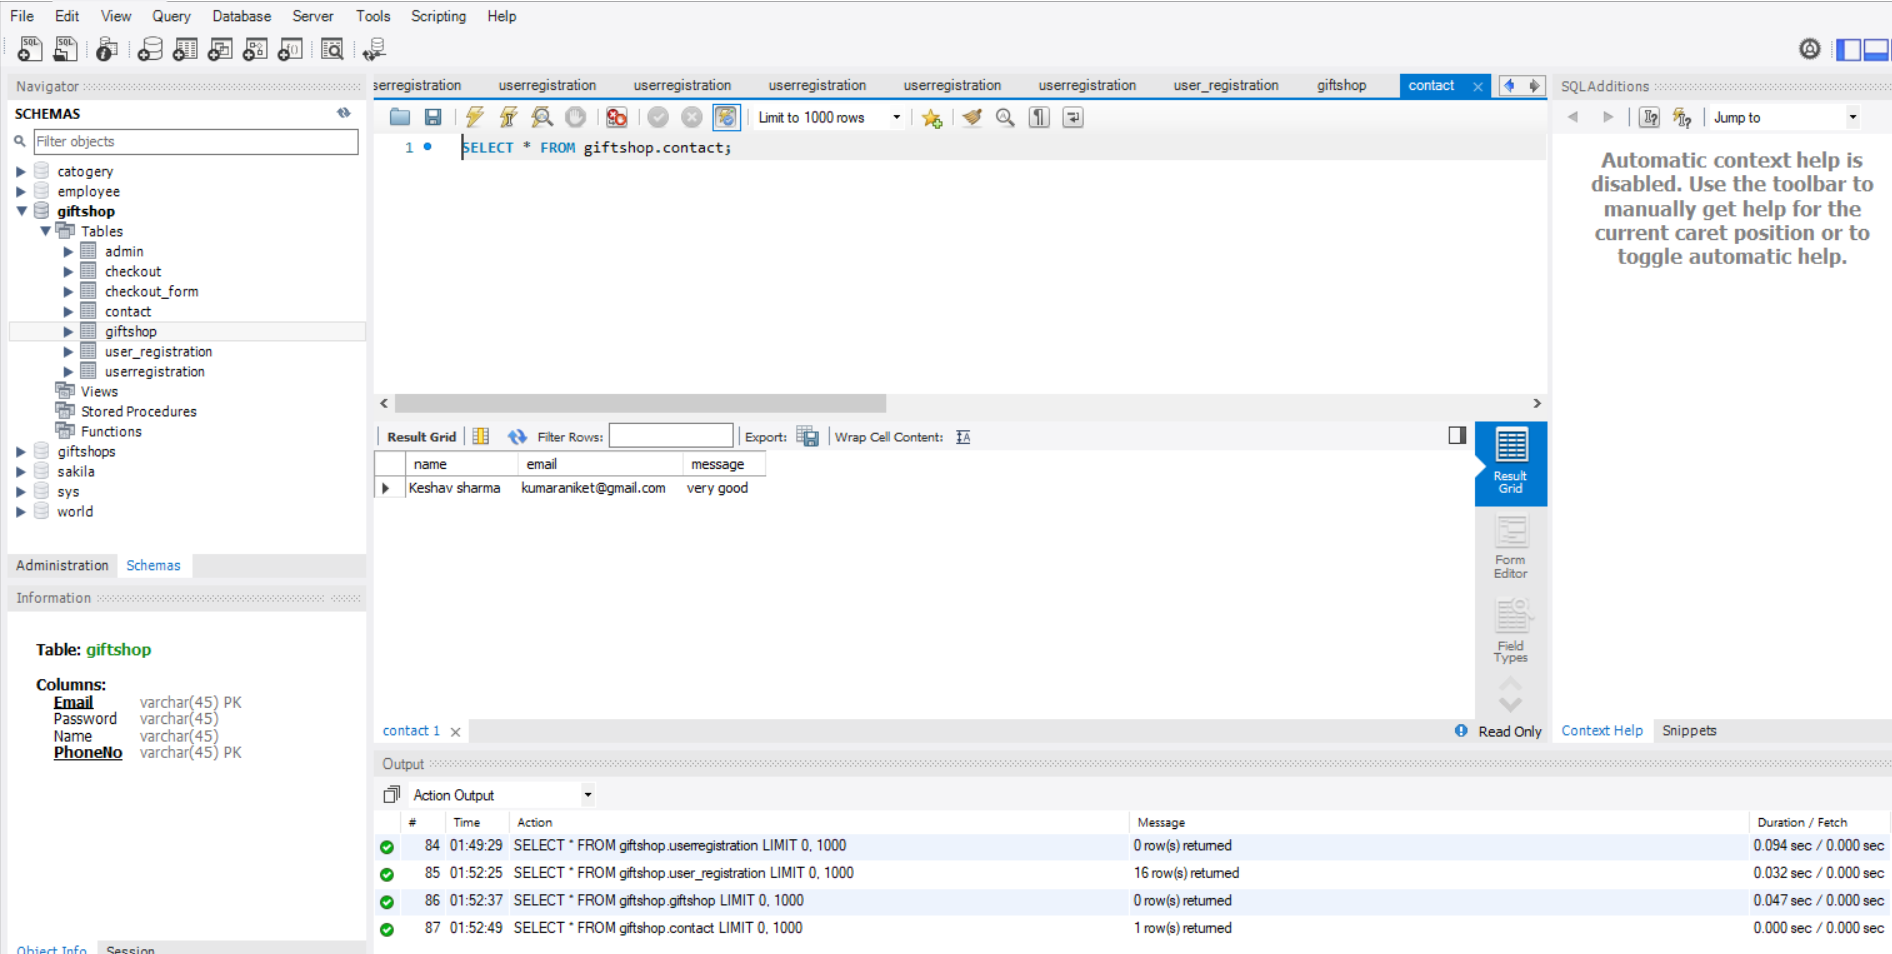 File Edit View Query Database Server Tools Scripting Help
Navigator
SCHEMAS
Filter objects
catogery
employee
giftshop
Tables
admin
checkout
checkout_form
contact
giftshop
user_registration
userregistration
Views
Stored Procedures
Functions
giftshops
sakila
sys
world
Administration Schemas
Information
Table: giftshop
Columns:
Email varchar(45) PK
Password varchar(45)
Name varchar(45)
PhoneNo varchar(45) PK
Object Info Session
serregistration userregistration userregistration userregistration userregistration userregistration user_registration giftshop contact
Limit to 1000 rows
1 SELECT * FROM giftshop.contact;
Result Grid Filter Rows: Export: Wrap Cell Content:
name email message
Keshav sharma kumaraniket@gmail.com very good
Result
Grid
Form
Editor
Field
Types
contact 1 Read Only
SQLAdditions
Jump to
Automatic context help is
disabled. Use the toolbar to
manually get help for the
current caret position or to
toggle automatic help.
Context Help Snippets
Output
Action Output
# Time Action Message Duration / Fetch
84 01:49:29 SELECT * FROM giftshop.userregistration LIMIT 0, 1000 0 row(s) returned 0.094 sec / 0.000 sec
85 01:52:25 SELECT * FROM giftshop.user_registration LIMIT 0, 1000 16 row(s) returned 0.032 sec / 0.000 sec
86 01:52:37 SELECT * FROM giftshop.giftshop LIMIT 0, 1000 0 row(s) returned 0.047 sec / 0.000 sec
87 01:52:49 SELECT * FROM giftshop.contact LIMIT 0, 1000 1 row(s) returned 0.000 sec / 0.000 sec